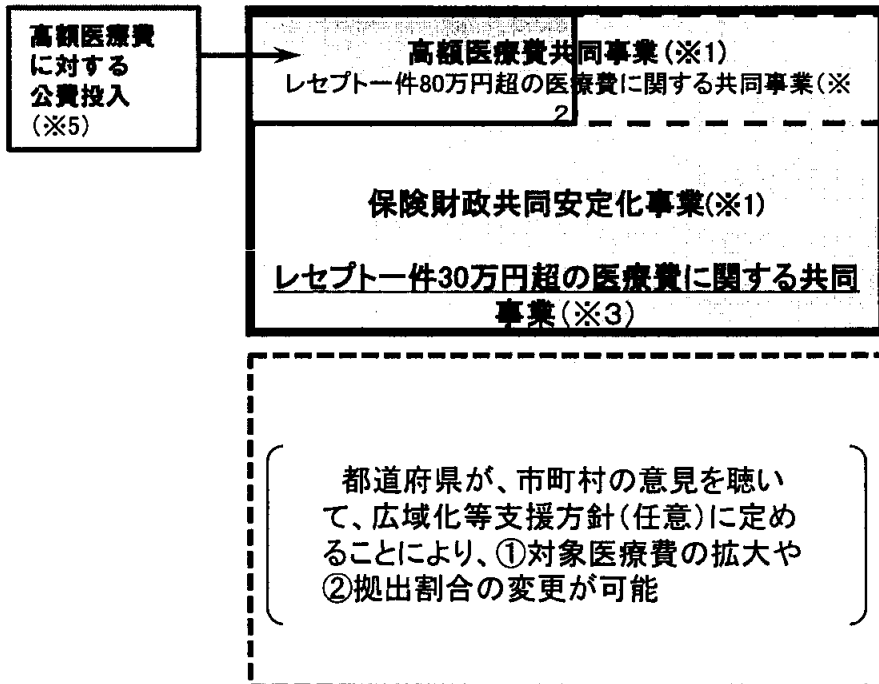 高額医療費
に対する
公費投入
(※5)
高額医療費共同事業(※1)
レセプト一件80万円超の医療費に関する共同事業(※
2
保険財政共同安定化事業(※1)
レセプト一件30万円超の医療費に関する共同
事業(※3)
都道府県が、市町村の意見を聴い
て、広域化等支援方針(任意)に定め
ることにより、①対象医療費の拡大や
②拠出割合の変更が可能